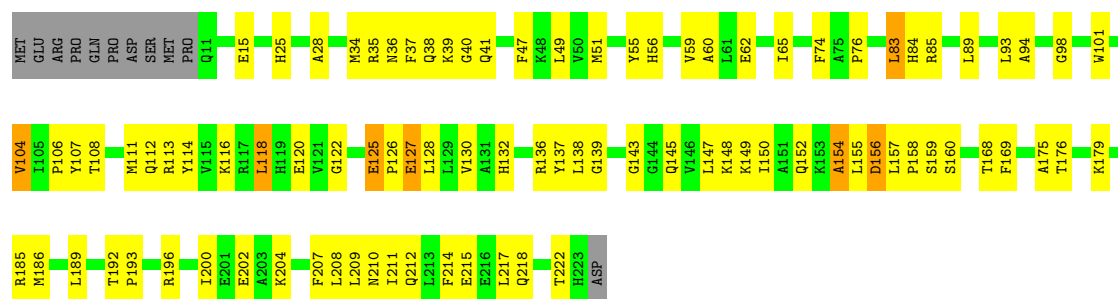 MET GLU ARG PRO GLN PRO ASP SER MET PRO Q11 E15 H25 A28 M34 R35 N36 F37 Q38 K39 G40 Q41 F47 K48 L49 V50 M51 Y55 H56 V59 A60 L61 E62 I65 F74 A75 P76 L83 H84 R85 L89 L93 A94 G98 W101
V104 I105 P106 Y107 T108 M111 Q112 R113 Y114 V115 K116 R117 L118 H119 E120 V121 G122 E125 P126 E127 L128 L129 V130 A131 H132 R136 Y137 L138 G139 G143 G144 Q145 V146 L147 K148 K149 I150 A151 Q152 K153 A154 L155 D156 L157 P158 S159 S160 T168 F169 A175 T176 K179
R185 M186 L189 T192 P193 R196 I200 E201 E202 A203 K204 F207 L208 L209 N210 I211 Q212 L213 F214 E215 E216 L217 Q218 T222 H223 ASP